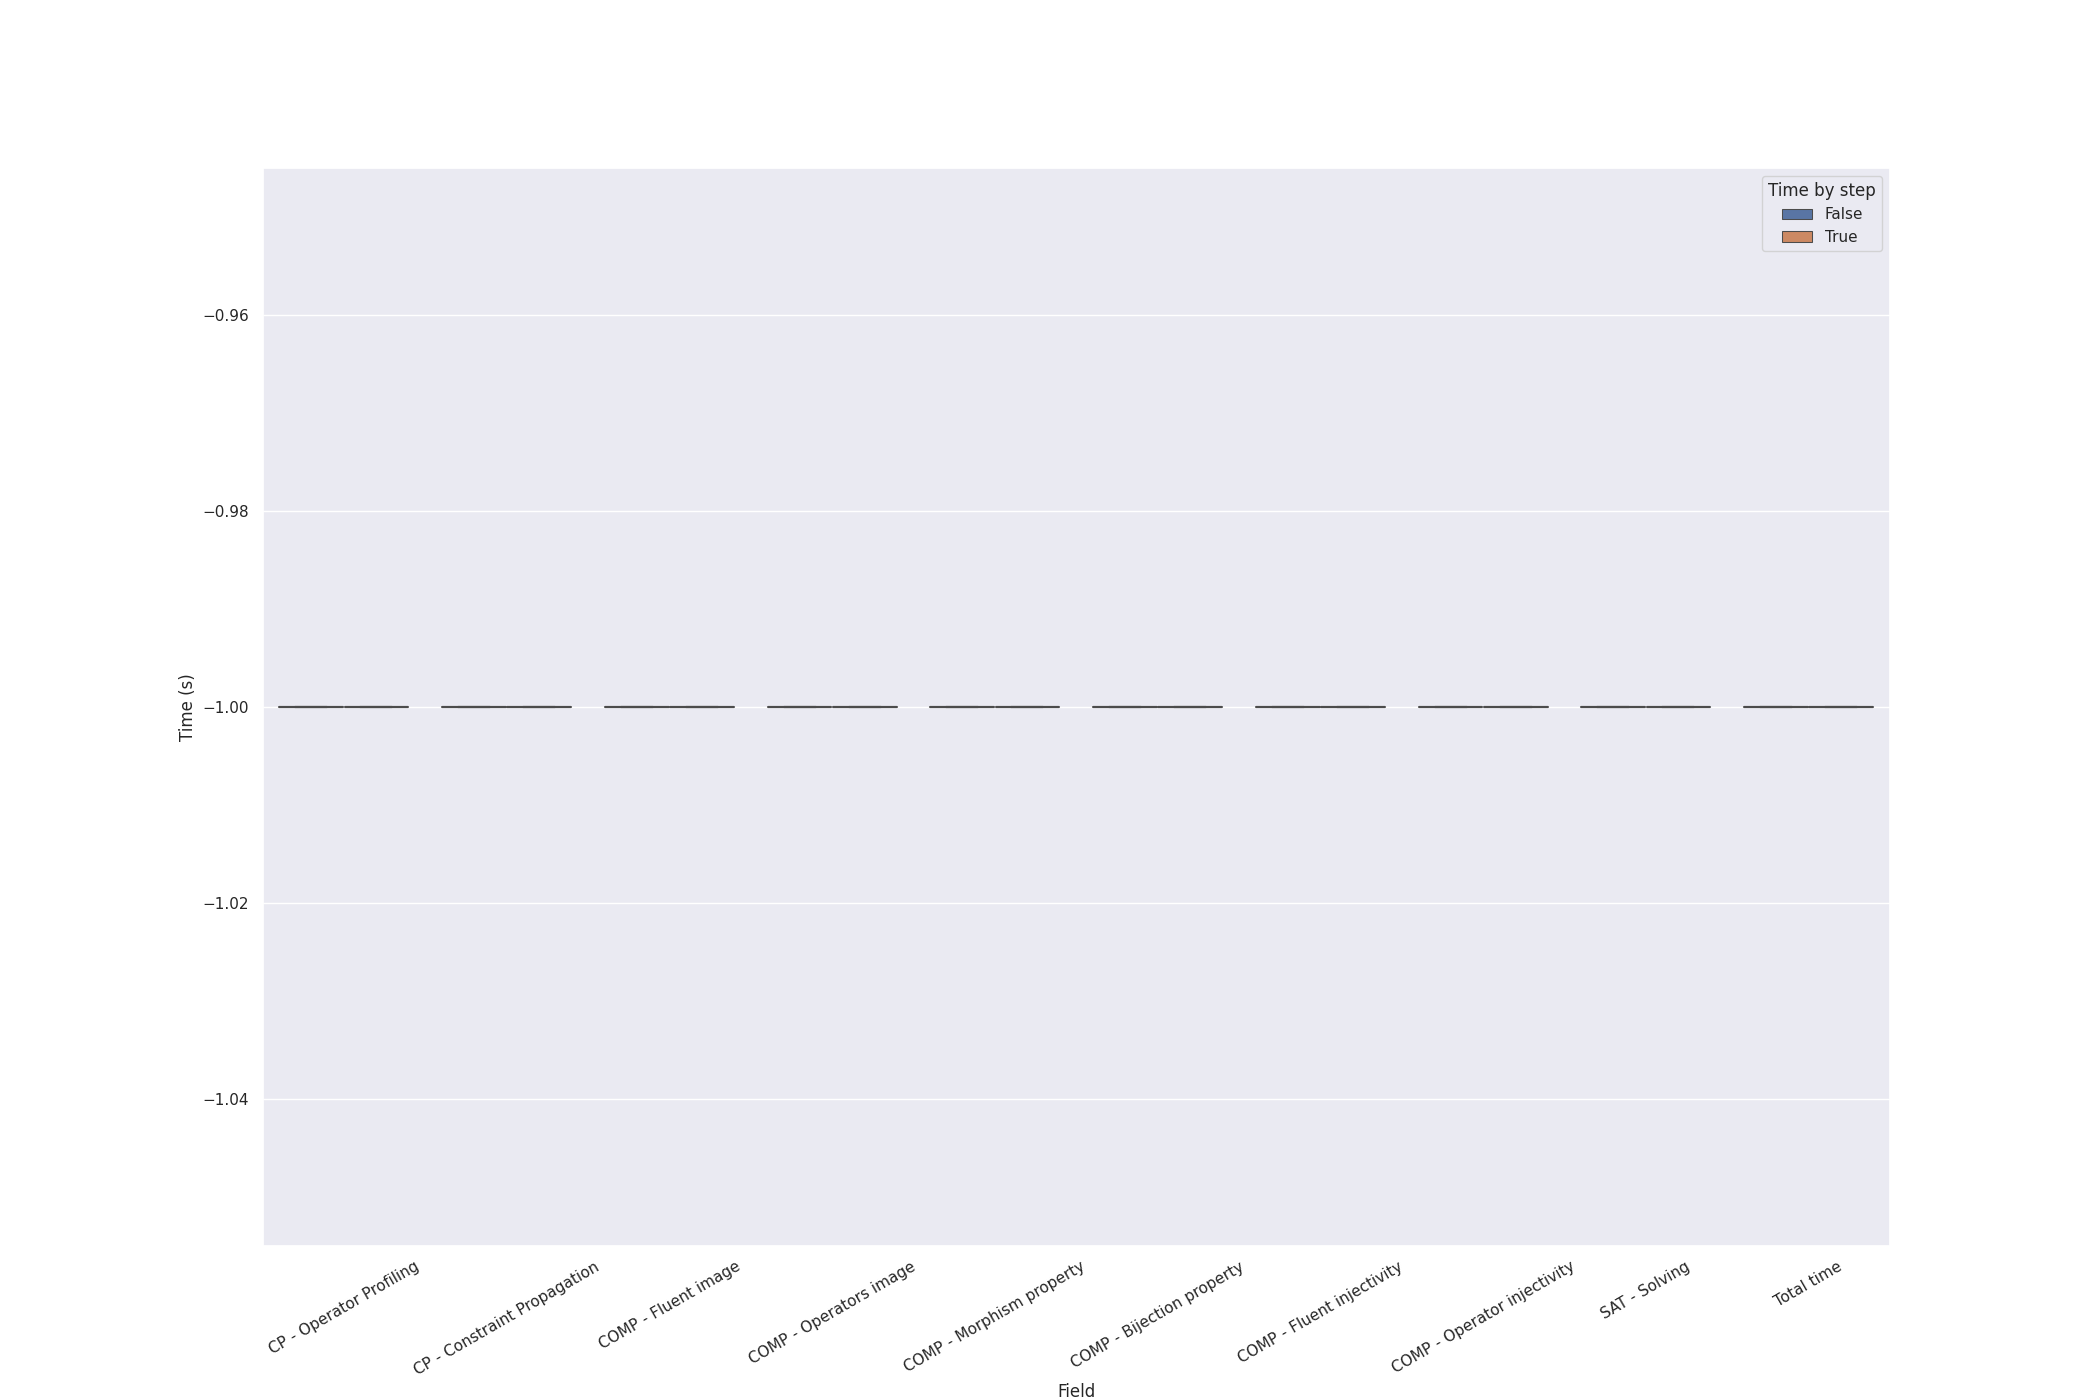 Time by step
False
True
−0.96
−0.98
−1.00
−1.02
−1.04
Time (s)
CP - Operator Profiling
CP - Constraint Propagation
COMP - Fluent image
COMP - Operators image
COMP - Morphism property
COMP - Bijection property
COMP - Fluent injectivity
COMP - Operator injectivity
SAT - Solving
Total time
Field